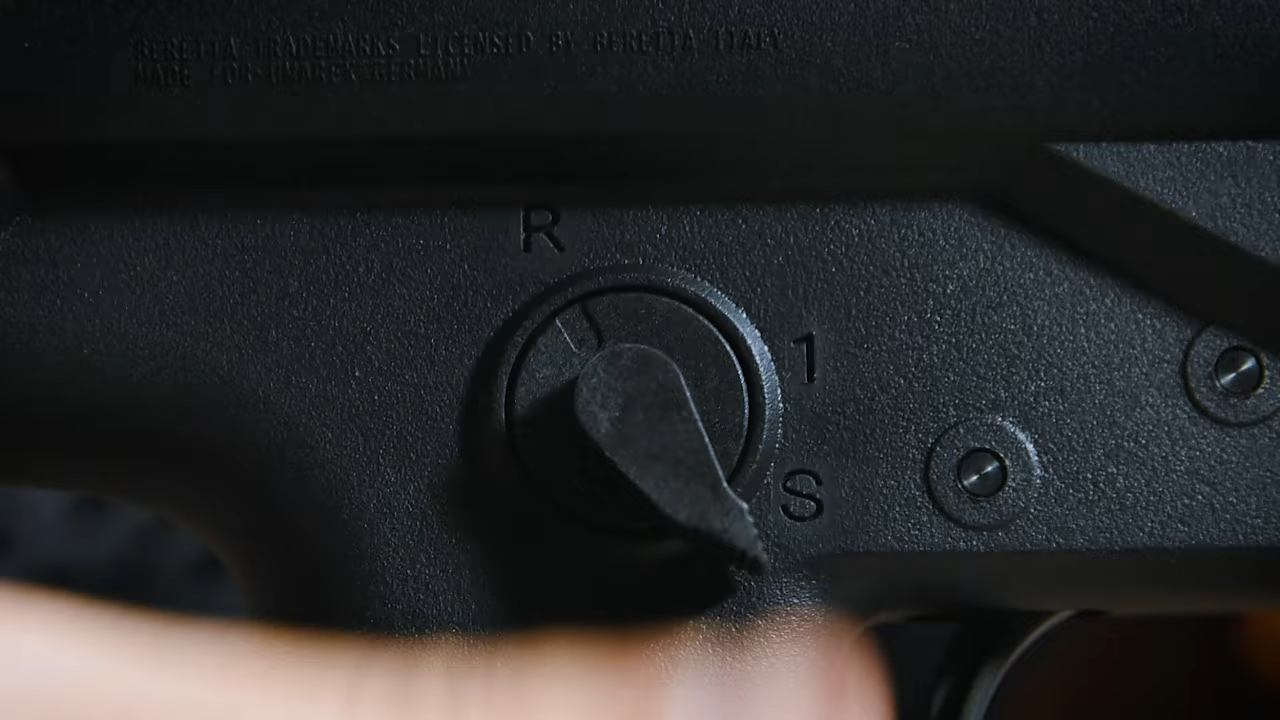 BERETTA TRADEMARKS LICENSED BY BERETTA ITALY
MADE FOR UMAREX GERMANY
R
1
S